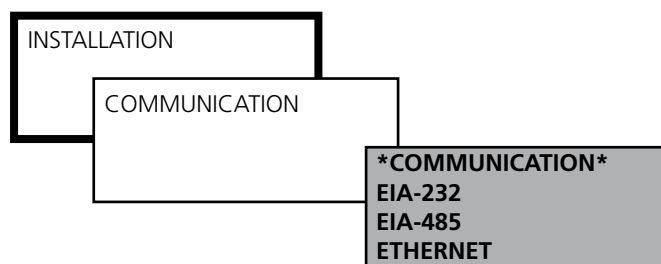 INSTALLATION
COMMUNICATION
*COMMUNICATION*
EIA-232
EIA-485
ETHERNET